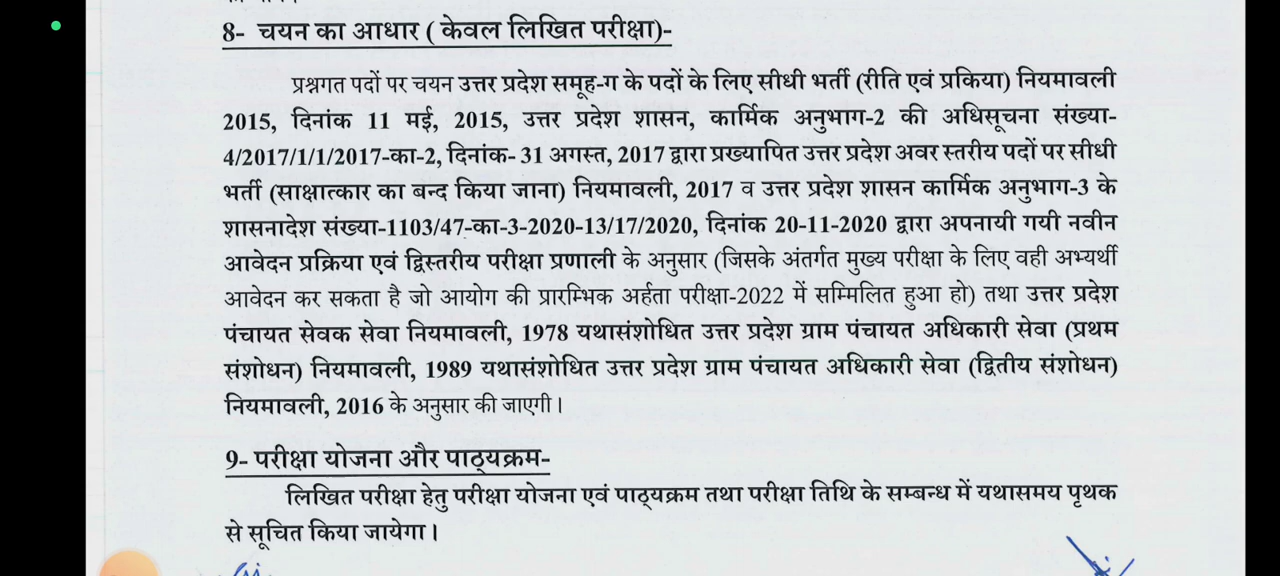 8- चयन का आधार ( केवल लिखित परीक्षा)-
प्रश्नगत पदों पर चयन उत्तर प्रदेश समूह-ग के पदों के लिए सीधी भर्ती (रीति एवं प्रकिया) नियमावली
2015, दिनांक 11 मई, 2015, उत्तर प्रदेश शासन, कार्मिक अनुभाग-2 की अधिसूचना संख्या-
4/2017/1/1/2017-का-2, दिनांक- 31 अगस्त, 2017 द्वारा प्रख्यापित उत्तर प्रदेश अवर स्तरीय पदों पर सीधी
भर्ती (साक्षात्कार का बन्द किया जाना) नियमावली, 2017 व उत्तर प्रदेश शासन कार्मिक अनुभाग-3 के
शासनादेश संख्या-1103/47-का-3-2020-13/17/2020, दिनांक 20-11-2020 द्वारा अपनायी गयी नवीन
आवेदन प्रक्रिया एवं द्विस्तरीय परीक्षा प्रणाली के अनुसार (जिसके अंतर्गत मुख्य परीक्षा के लिए वही अभ्यर्थी
आवेदन कर सकता है जो आयोग की प्रारम्भिक अर्हता परीक्षा-2022 में सम्मिलित हुआ हो) तथा उत्तर प्रदेश
पंचायत सेवक सेवा नियमावली, 1978 यथासंशोधित उत्तर प्रदेश ग्राम पंचायत अधिकारी सेवा (प्रथम
संशोधन) नियमावली, 1989 यथासंशोधित उत्तर प्रदेश ग्राम पंचायत अधिकारी सेवा (द्वितीय संशोधन)
नियमावली, 2016 के अनुसार की जाएगी।
9- परीक्षा योजना और पाठ्यक्रम-
लिखित परीक्षा हेतु परीक्षा योजना एवं पाठ्यक्रम तथा परीक्षा तिथि के सम्बन्ध में यथासमय पृथक
से सूचित किया जायेगा।